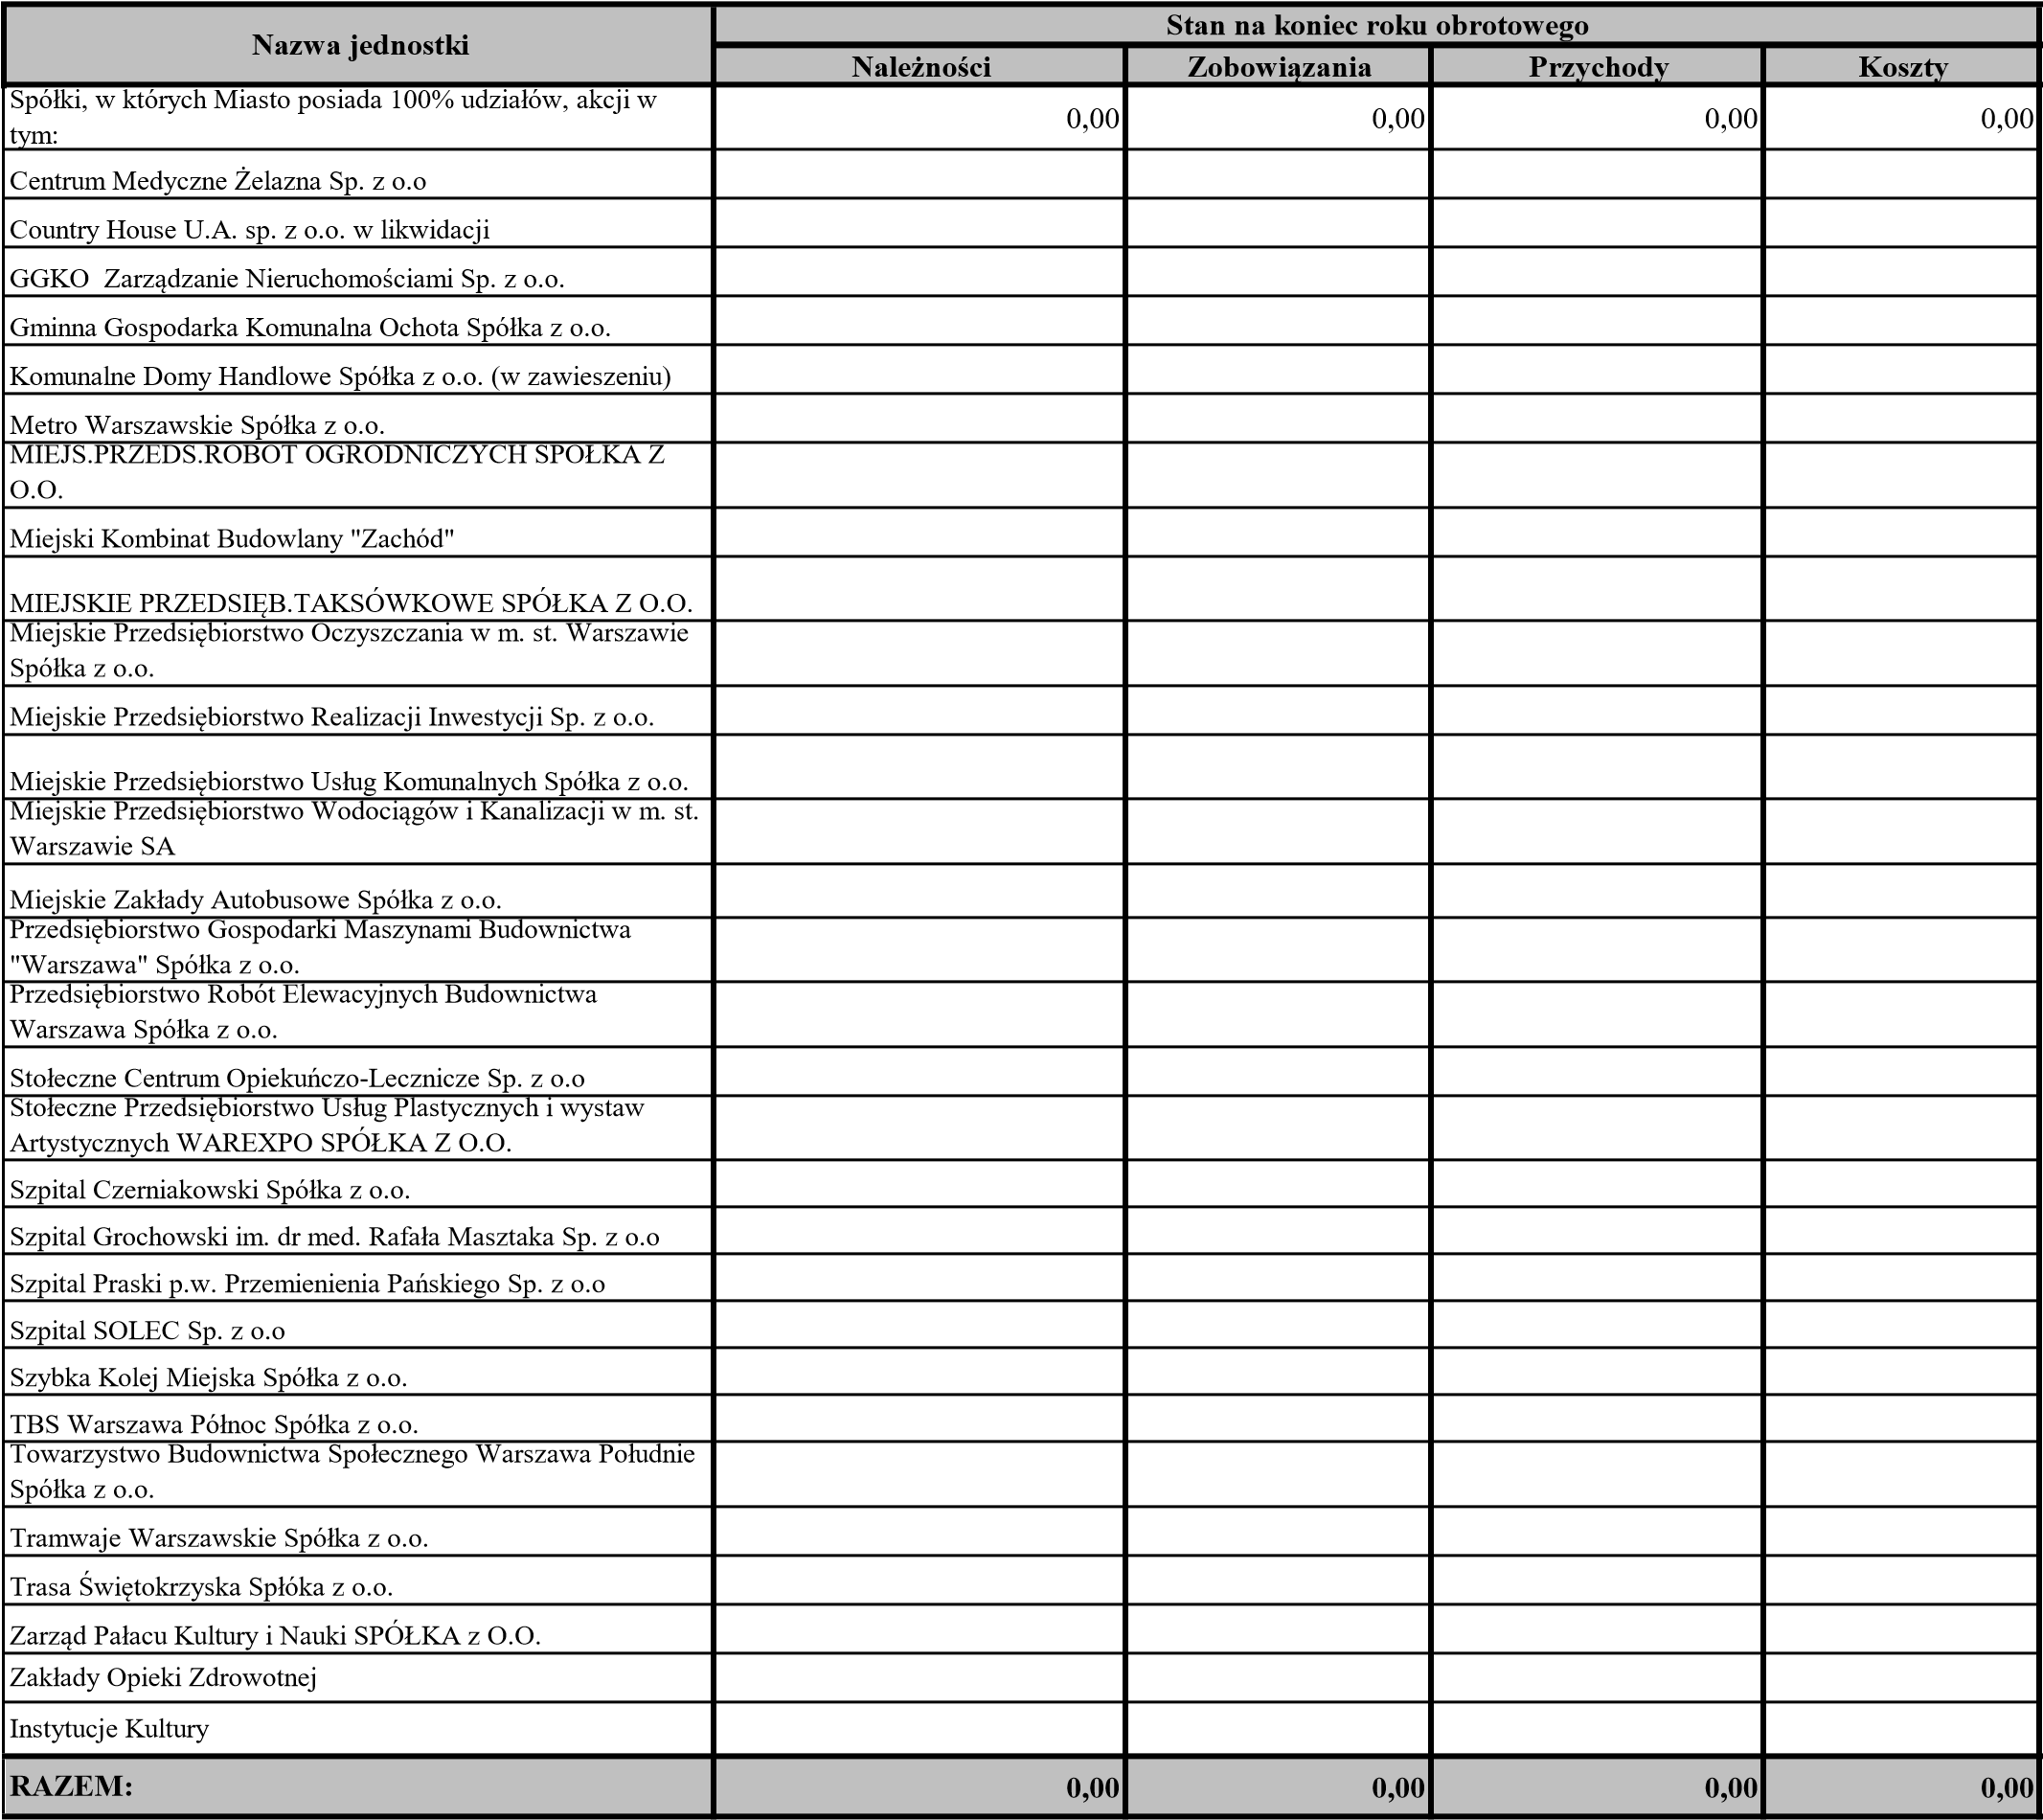 Nazwa jednostki
Stan na koniec roku obrotowego
Należności Zobowiązania Przychody Koszty
Spółki, w których Miasto posiada 100% udziałów, akcji w
tym:
0,00 0,00 0,00 0,00
Centrum Medyczne Żelazna Sp. z o.o
Country House U.A. sp. z o.o. w likwidacji
GGKO  Zarządzanie Nieruchomościami Sp. z o.o.
Gminna Gospodarka Komunalna Ochota Spółka z o.o.
Komunalne Domy Handlowe Spółka z o.o. (w zawieszeniu)
Metro Warszawskie Spółka z o.o.
MIEJS.PRZEDS.ROBÓT OGRODNICZYCH SPÓŁKA Z
O.O.
Miejski Kombinat Budowlany "Zachód"
MIEJSKIE PRZEDSIĘB.TAKSÓWKOWE SPÓŁKA Z O.O.
Miejskie Przedsiębiorstwo Oczyszczania w m. st. Warszawie
Spółka z o.o.
Miejskie Przedsiębiorstwo Realizacji Inwestycji Sp. z o.o.
Miejskie Przedsiębiorstwo Usług Komunalnych Spółka z o.o.
Miejskie Przedsiębiorstwo Wodociągów i Kanalizacji w m. st.
Warszawie SA
Miejskie Zakłady Autobusowe Spółka z o.o.
Przedsiębiorstwo Gospodarki Maszynami Budownictwa
"Warszawa" Spółka z o.o.
Przedsiębiorstwo Robót Elewacyjnych Budownictwa
Warszawa Spółka z o.o.
Stołeczne Centrum Opiekuńczo-Lecznicze Sp. z o.o
Stołeczne Przedsiębiorstwo Usług Plastycznych i wystaw
Artystycznych WAREXPO SPÓŁKA Z O.O.
Szpital Czerniakowski Spółka z o.o.
Szpital Grochowski im. dr med. Rafała Masztaka Sp. z o.o
Szpital Praski p.w. Przemienienia Pańskiego Sp. z o.o
Szpital SOLEC Sp. z o.o
Szybka Kolej Miejska Spółka z o.o.
TBS Warszawa Północ Spółka z o.o.
Towarzystwo Budownictwa Społecznego Warszawa Południe
Spółka z o.o.
Tramwaje Warszawskie Spółka z o.o.
Trasa Świętokrzyska Spłóka z o.o.
Zarząd Pałacu Kultury i Nauki SPÓŁKA z O.O.
Zakłady Opieki Zdrowotnej
Instytucje Kultury
RAZEM: 0,00 0,00 0,00 0,00